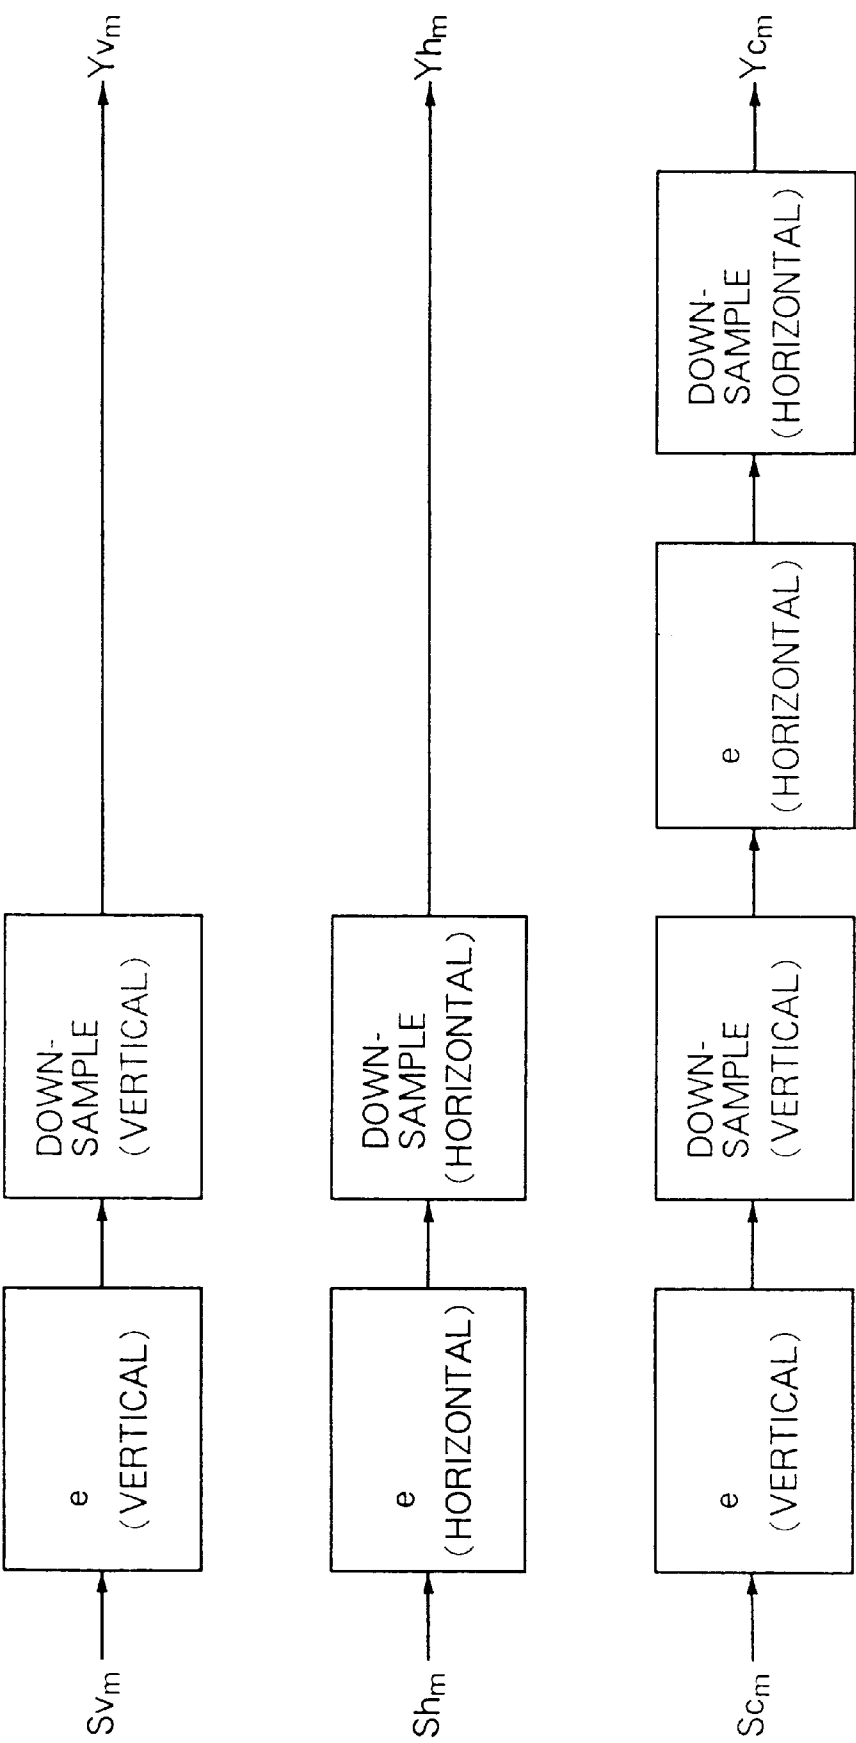 Svm
e
(VERTICAL)
DOWN-
SAMPLE
(VERTICAL)
Yvm
Shm
e
(HORIZONTAL)
DOWN-
SAMPLE
(HORIZONTAL)
Yhm
Scm
e
(VERTICAL)
DOWN-
SAMPLE
(VERTICAL)
e
(HORIZONTAL)
DOWN-
SAMPLE
(HORIZONTAL)
Ycm